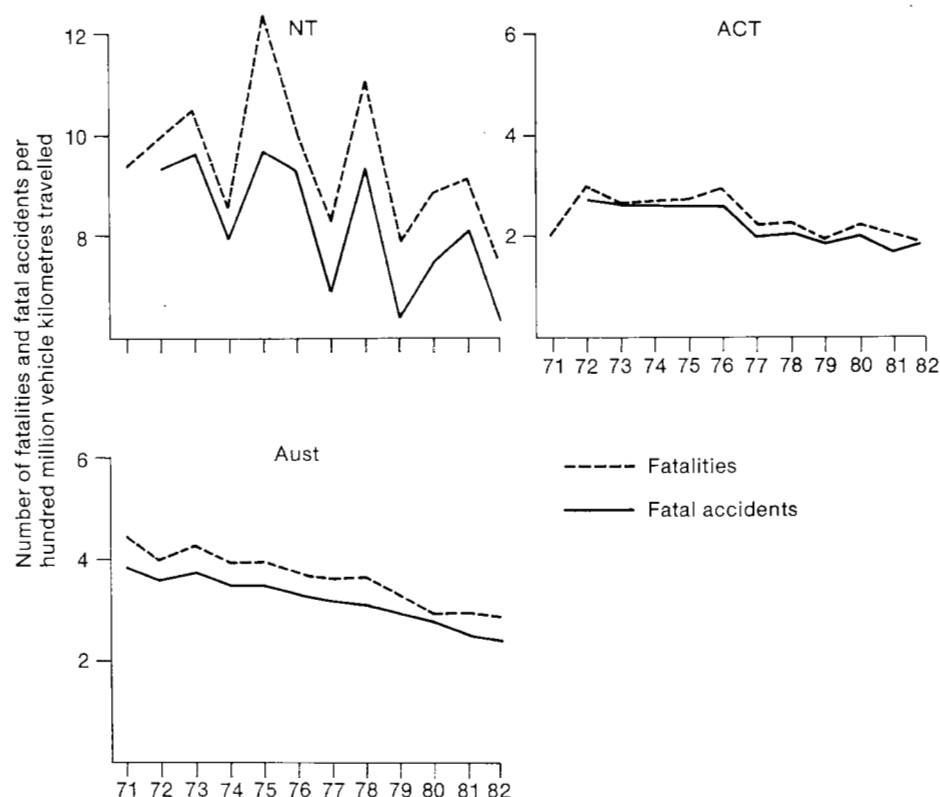 Number of fatalities and fatal accidents per
hundred million vehicle kilometres travelled
NT
12
10
8
ACT
6
4
2
71 72 73 74 75 76 77 78 79 80 81 82
Aust
6
4
2
71 72 73 74 75 76 77 78 79 80 81 82
Fatalities
Fatal accidents